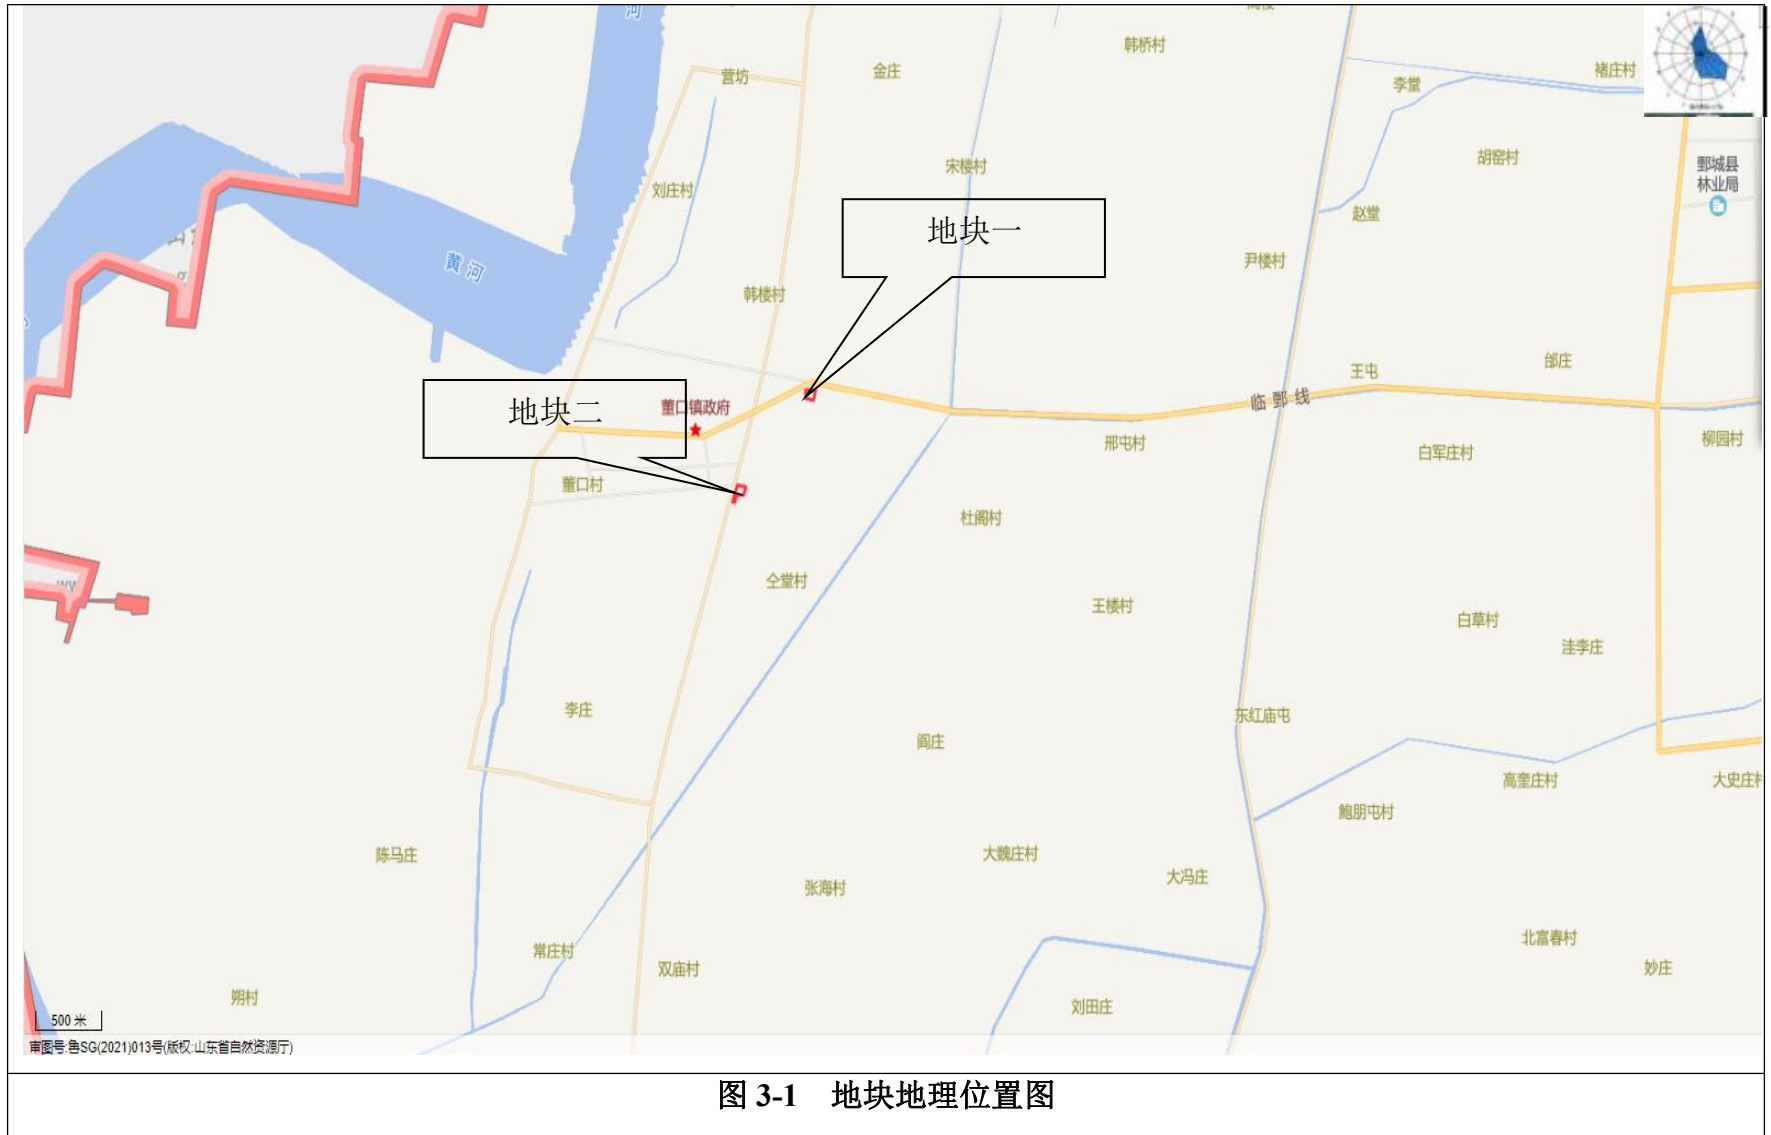 河
韩桥村
营坊
金庄
李堂
褚庄村
宋楼村
胡窑村
鄄城县
林业局
刘庄村
赵堂
地块一
黄河
尹楼村
韩楼村
王屯
邰庄
临鄄线
地块二
董口镇政府
邢屯村
白军庄村
柳园村
董口村
杜阁村
仝堂村
王楼村
白草村
洼李庄
李庄
东红庙屯
阎庄
高奎庄村
大史庄村
鲍朋屯村
陈马庄
大魏庄村
大冯庄
张海村
常庄村
双庙村
北富春村
妙庄
朔村
刘田庄
500 米
审图号:鲁SG(2021)013号(版权:山东省自然资源厅)
图 3-1 地块地理位置图